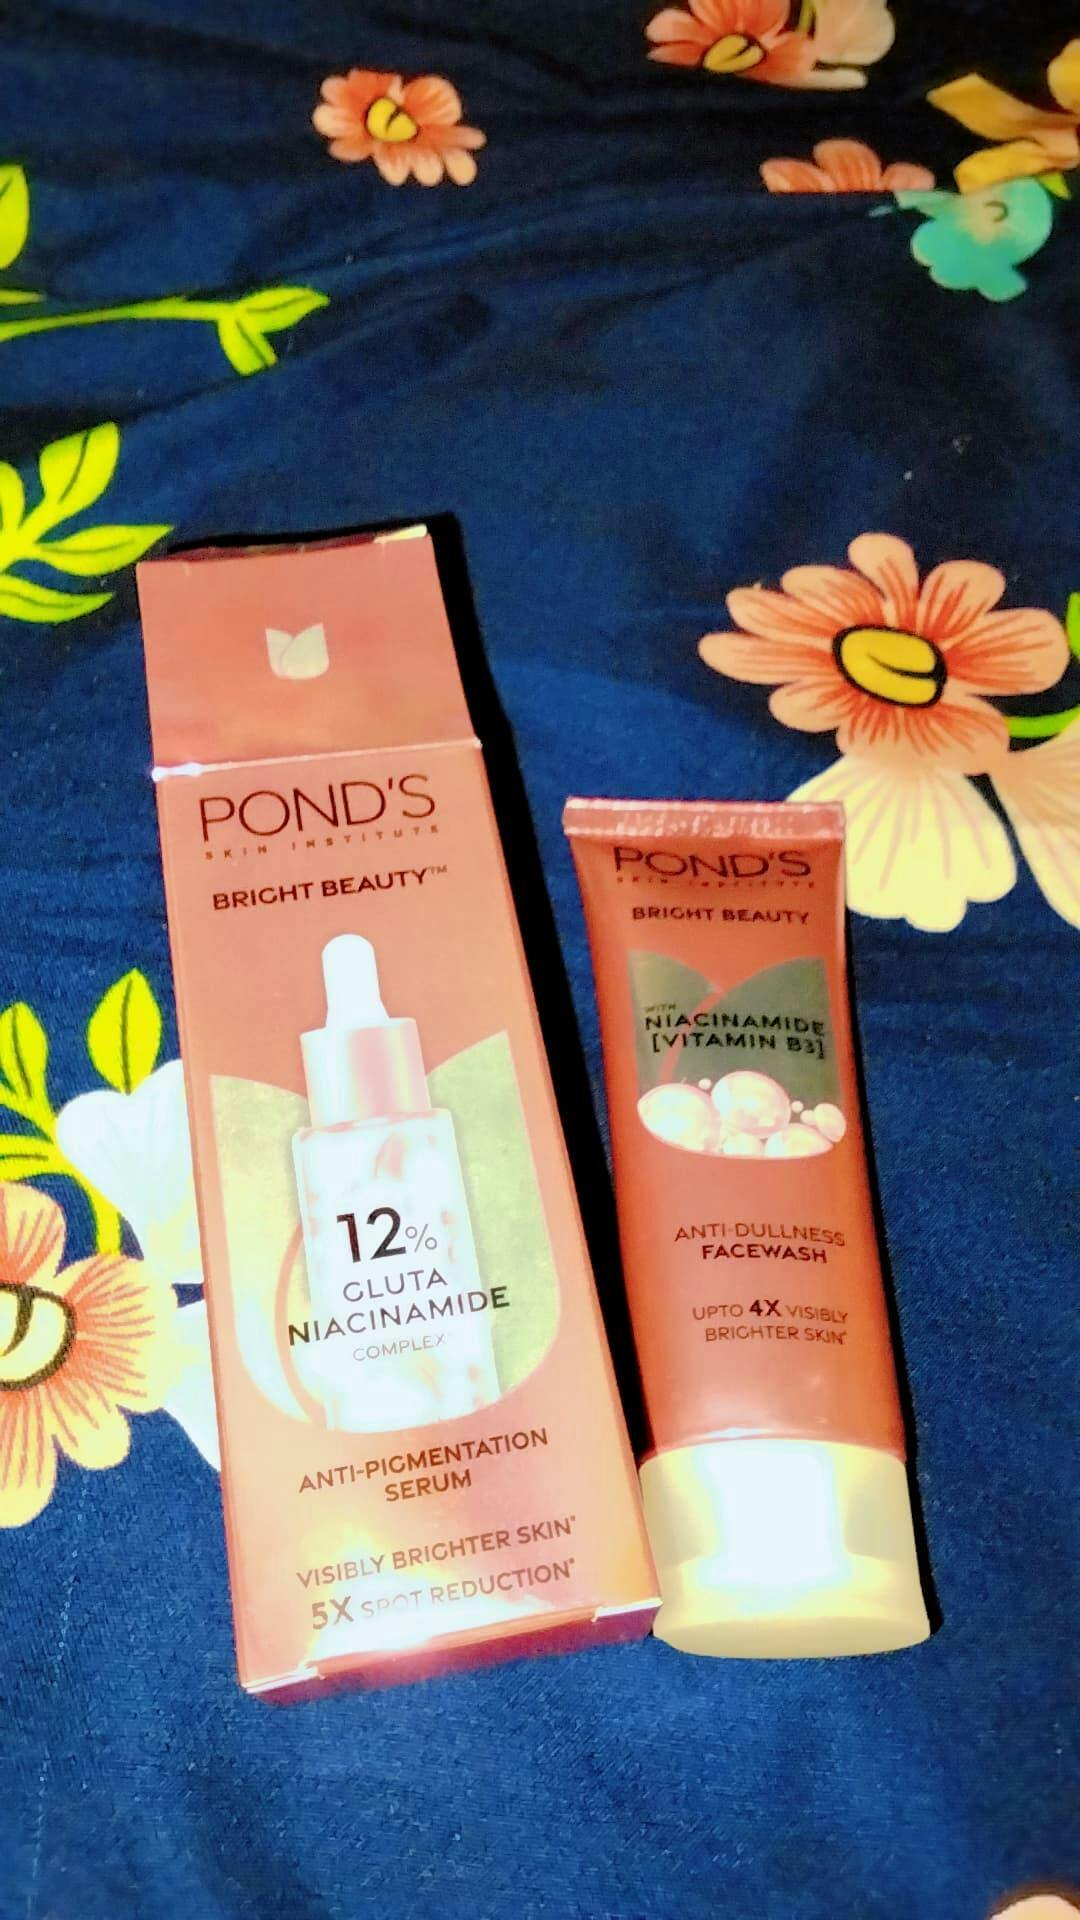 POND'S
SKIN INSTITUTE
BRIGHT BEAUTY™
12%
GLUTA
NIACINAMIDE
COMPLEX
ANTI-PIGMENTATION
SERUM
VISIBLY BRIGHTER SKIN*
5X SPOT REDUCTION*
POND'S
SKIN INSTITUTE
BRIGHT BEAUTY
WITH
NIACINAMIDE
[VITAMIN B3]
ANTI-DULLNESS
FACEWASH
UPTO 4X VISIBLY
BRIGHTER SKIN*